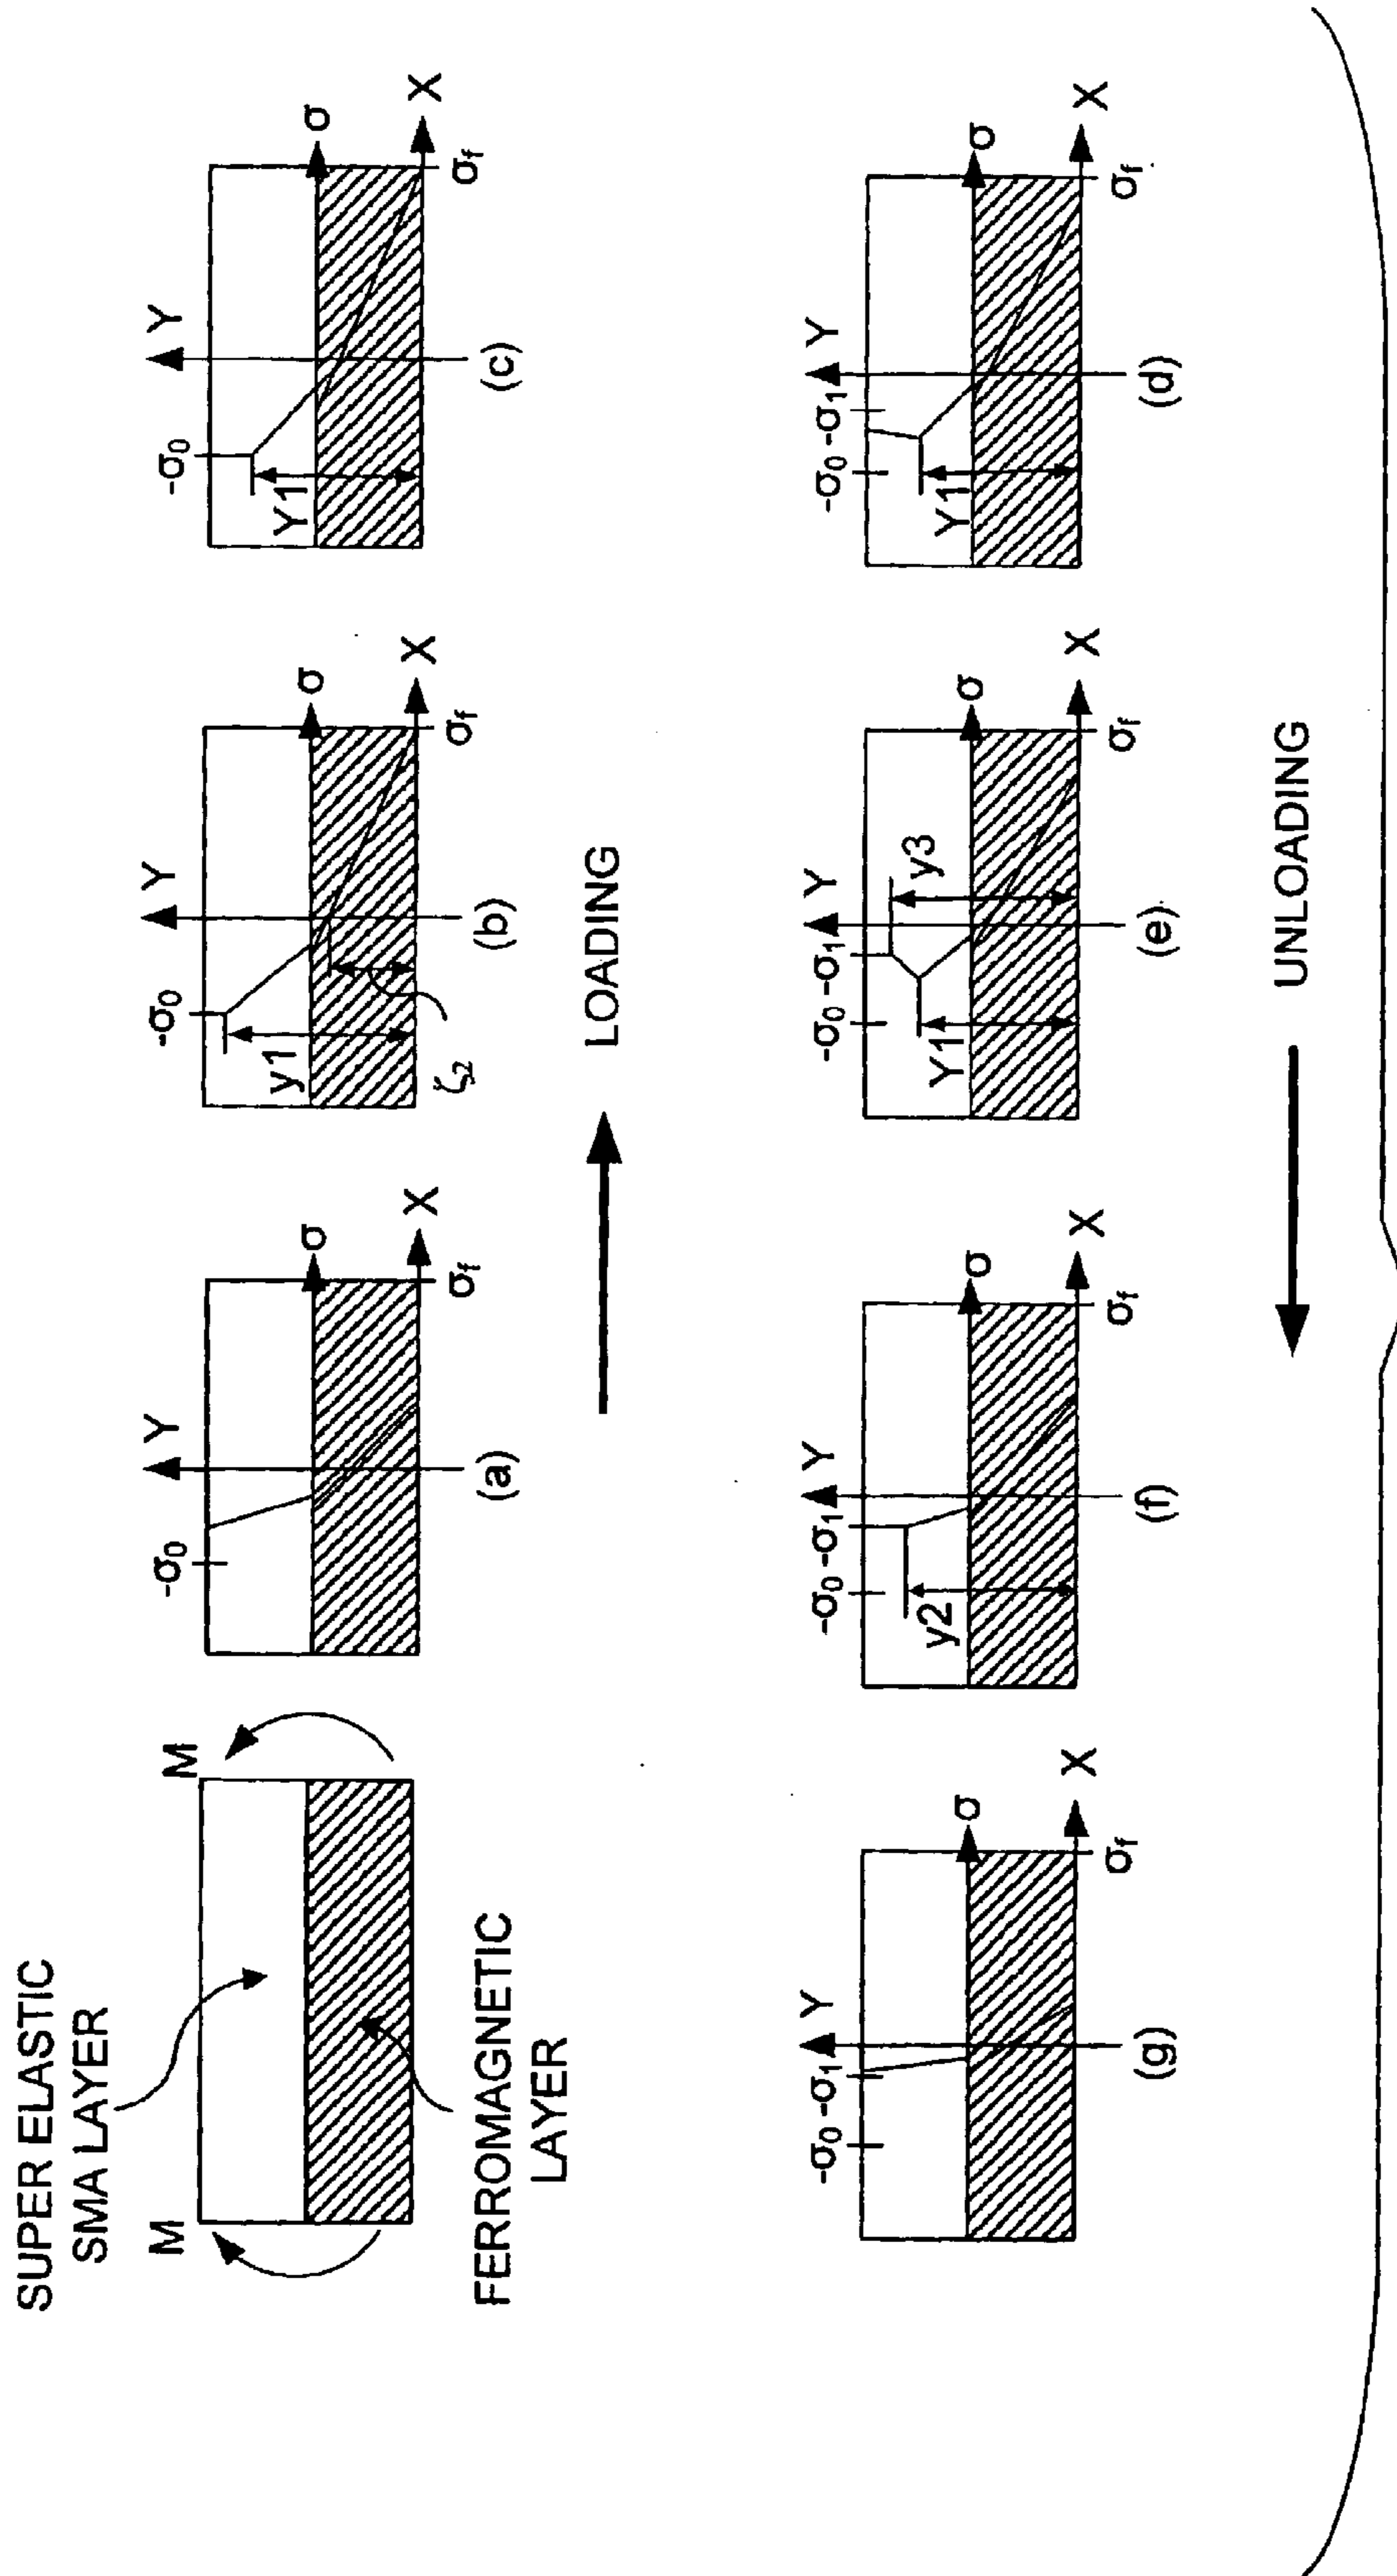 SUPER ELASTIC
SMA LAYER
M
M
FERROMAGNETIC
LAYER
-σ₀
Y
σ
X
σf
(a)
-σ₀
Y
σ
X
σf
y1
ζ₂
(b)
-σ₀
Y
σ
X
σf
Y1
(c)
LOADING
-σ₀ -σ₁
Y
σ
X
σf
(g)
-σ₀ -σ₁
Y
σ
X
σf
y2
(f)
-σ₀ -σ₁
Y
y3
σ
X
σf
Y1
(e)
-σ₀ -σ₁
Y
σ
X
σf
Y1
(d)
UNLOADING